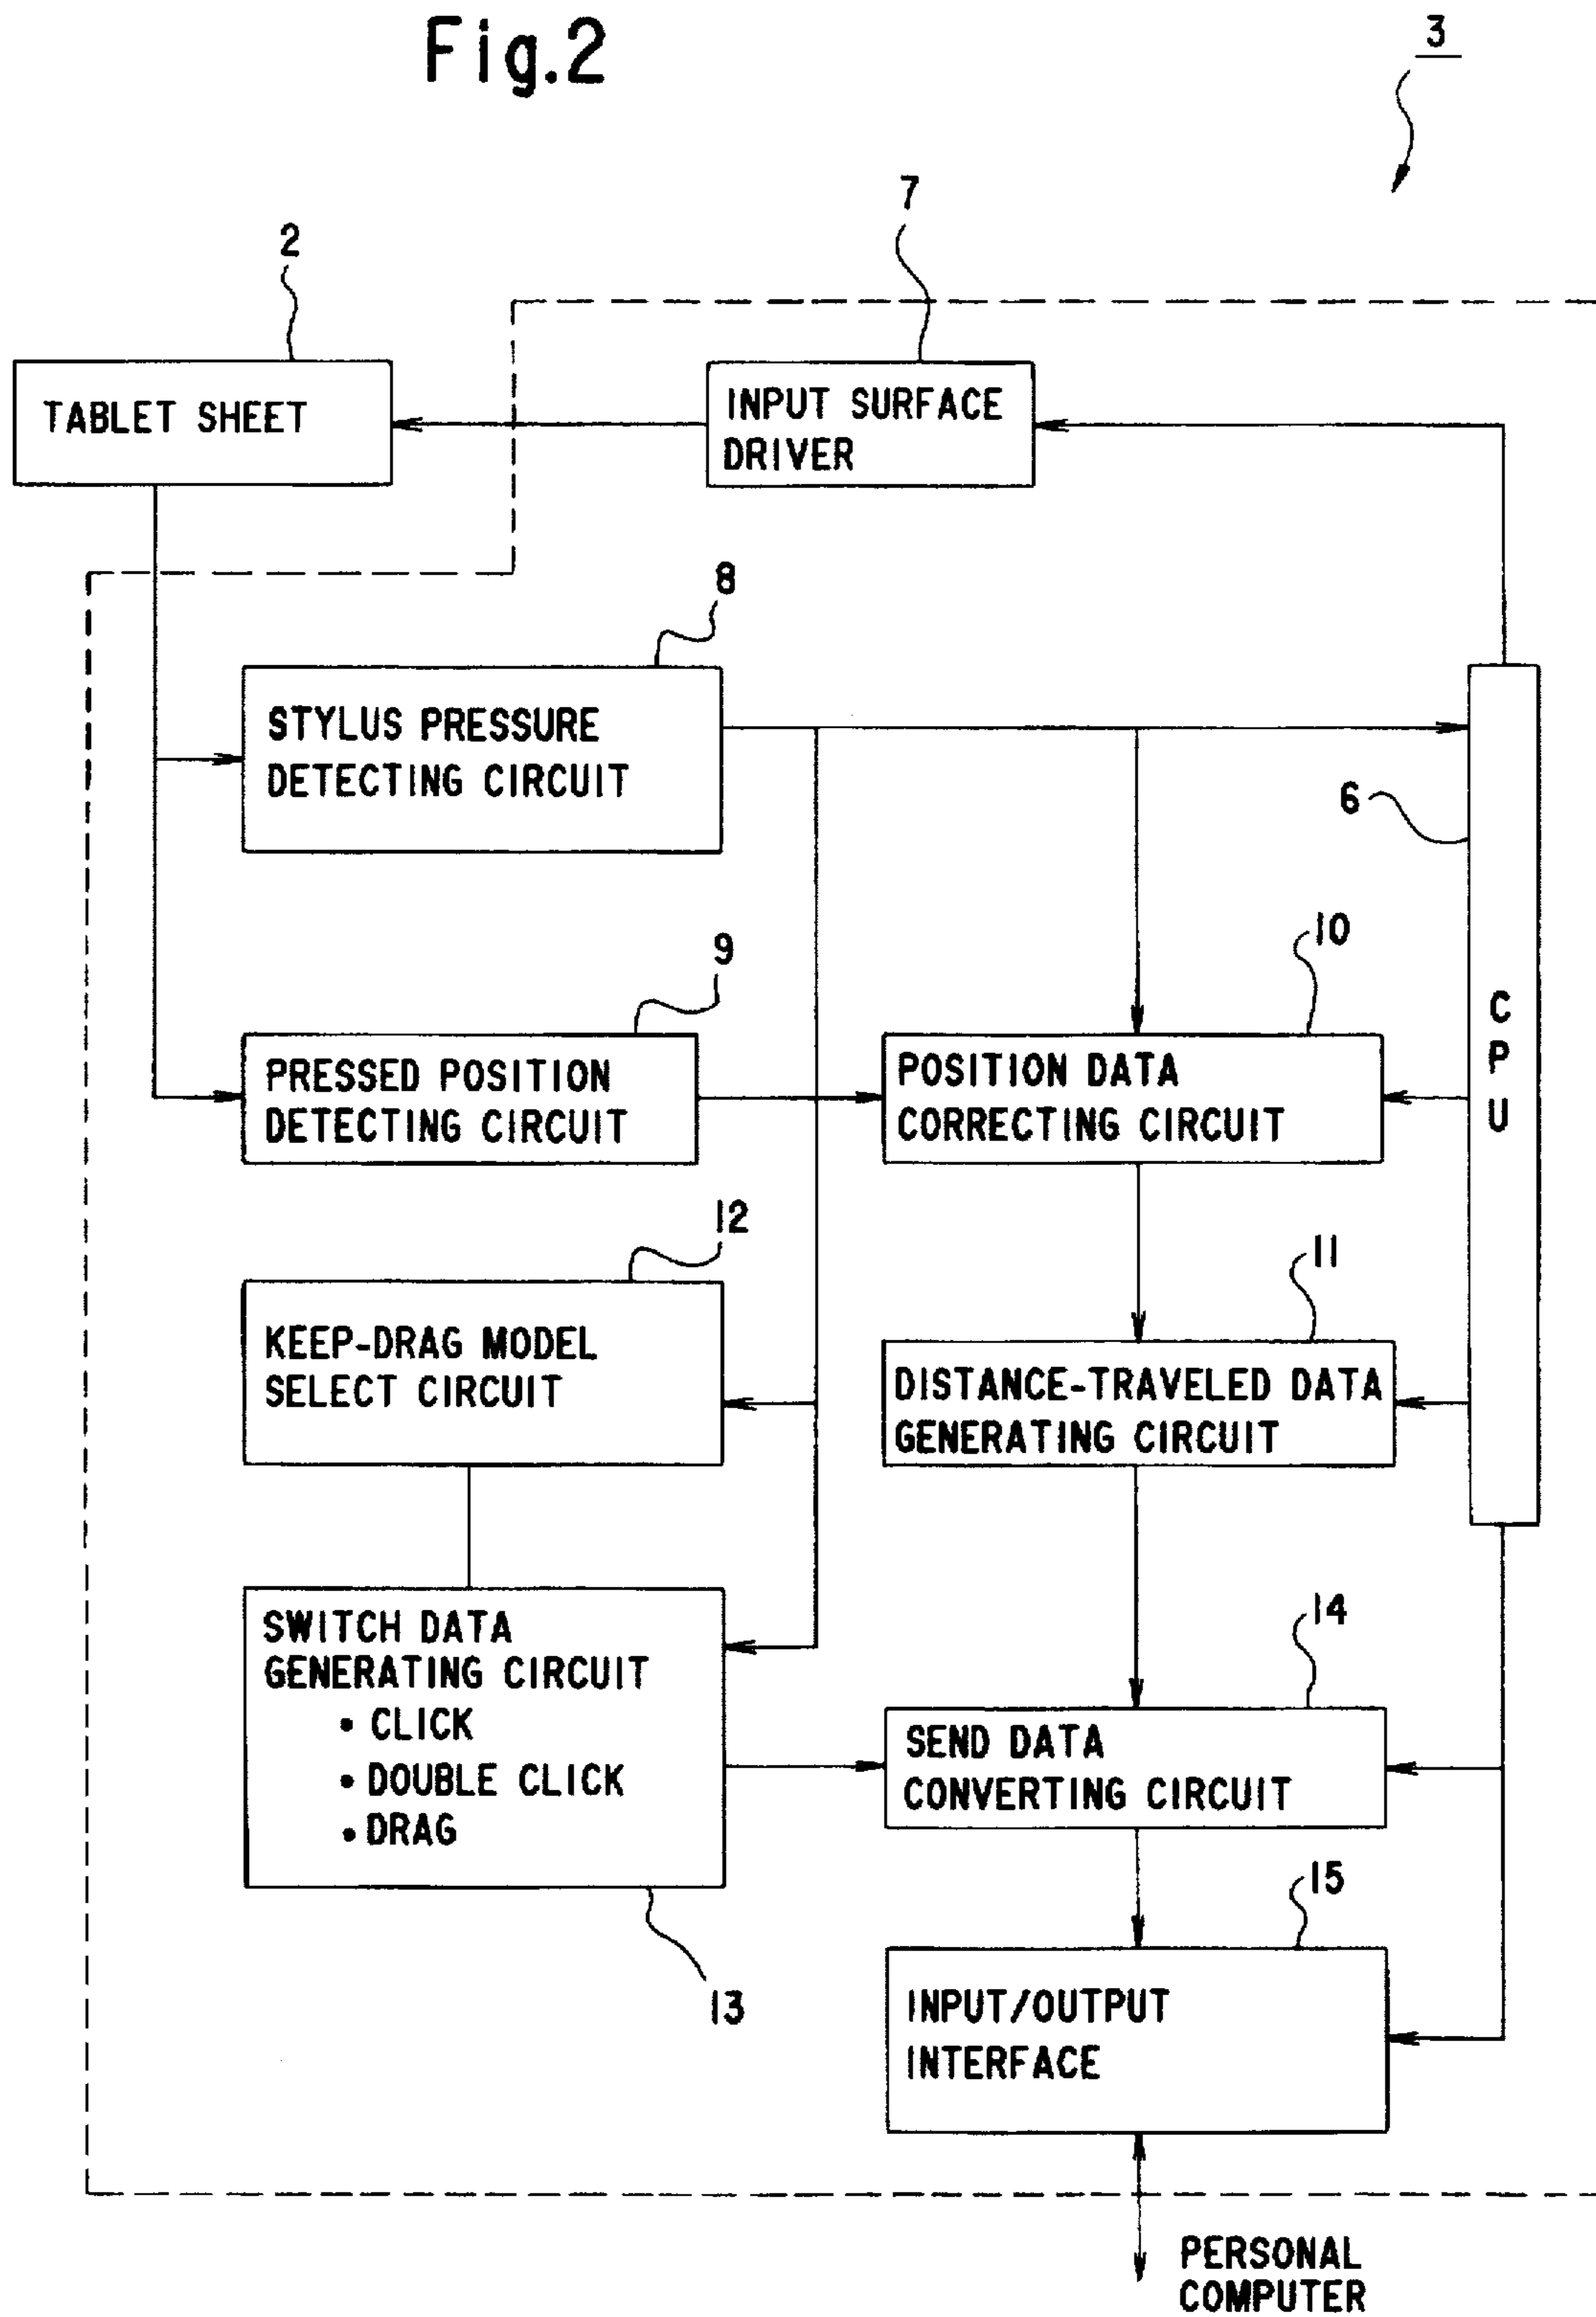 Fig.2
3
7
2
TABLET SHEET
INPUT SURFACE
DRIVER
8
STYLUS PRESSURE
DETECTING CIRCUIT
6
10
9
CPU
PRESSED POSITION
DETECTING CIRCUIT
POSITION DATA
CORRECTING CIRCUIT
12
11
KEEP-DRAG MODEL
SELECT CIRCUIT
DISTANCE-TRAVELED DATA
GENERATING CIRCUIT
14
SWITCH DATA
GENERATING CIRCUIT
• CLICK
• DOUBLE CLICK
• DRAG
SEND DATA
CONVERTING CIRCUIT
15
13
INPUT/OUTPUT
INTERFACE
PERSONAL
COMPUTER